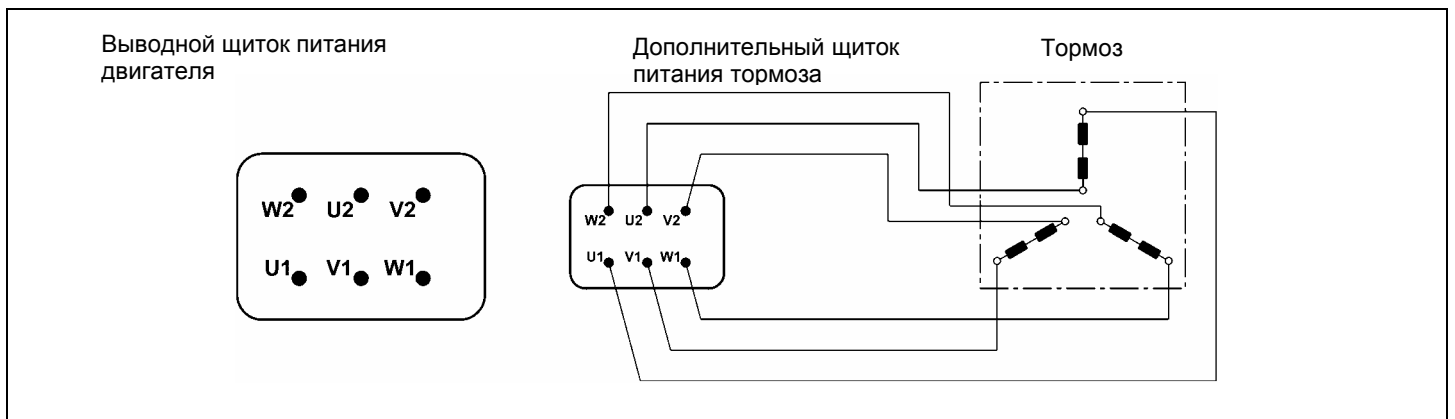 Выводной щиток питания
двигателя
Дополнительный щиток
питания тормоза
Тормоз
W2 U2 V2
U1 V1 W1
W2 U2 V2
U1 V1 W1